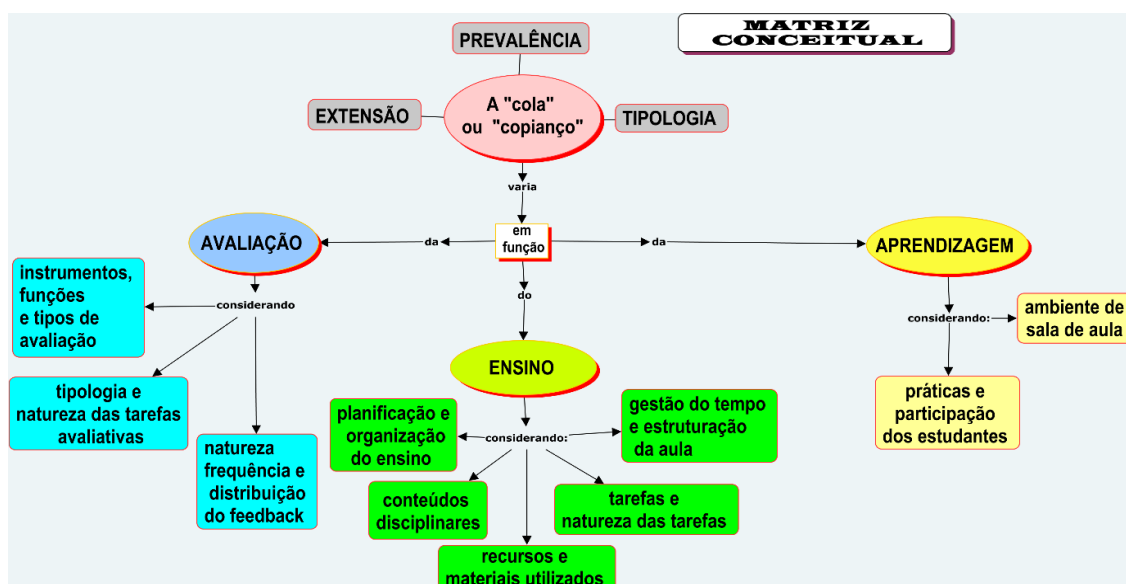 MATRIZ
CONCEITUAL
PREVALÊNCIA
EXTENSÃO
A "cola"
ou "copianço"
TIPOLOGIA
varia
em
função
da
da
do
AVALIAÇÃO
considerando
instrumentos,
funções
e tipos de
avaliação
tipologia e
natureza das tarefas
avaliativas
natureza
frequência e
distribuição
do feedback
ENSINO
considerando:
planificação e
organização
do ensino
conteúdos
disciplinares
recursos e
materiais utilizados
tarefas e
natureza das tarefas
gestão do tempo
e estruturação
da aula
APRENDIZAGEM
considerando:
ambiente de
sala de aula
práticas e
participação
dos estudantes